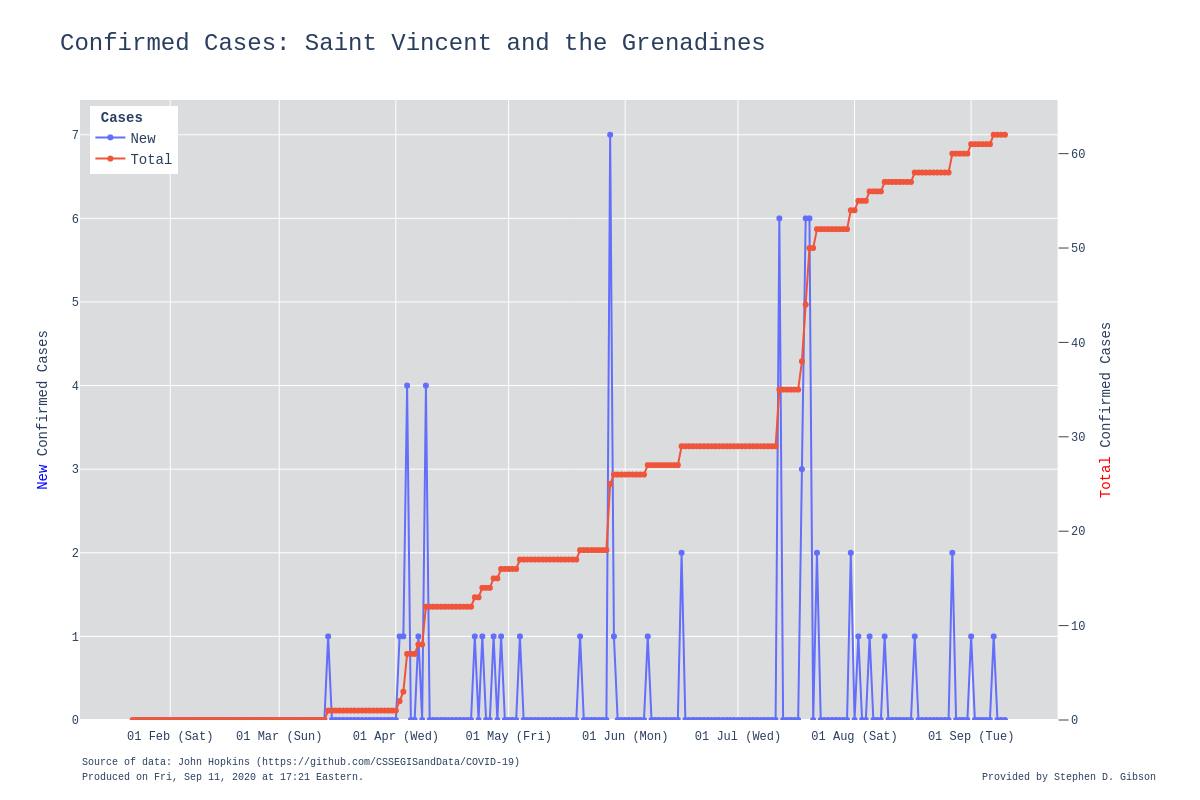 Confirmed Cases: Saint Vincent and the Grenadines
Cases
New
Total
7
6
5
4
3
2
1
0
New Confirmed Cases
60
50
40
30
20
10
0
Total Confirmed Cases
01 Feb (Sat) 01 Mar (Sun) 01 Apr (Wed) 01 May (Fri) 01 Jun (Mon) 01 Jul (Wed) 01 Aug (Sat) 01 Sep (Tue)
Source of data: John Hopkins (https://github.com/CSSEGISandData/COVID-19)
Produced on Fri, Sep 11, 2020 at 17:21 Eastern.
Provided by Stephen D. Gibson